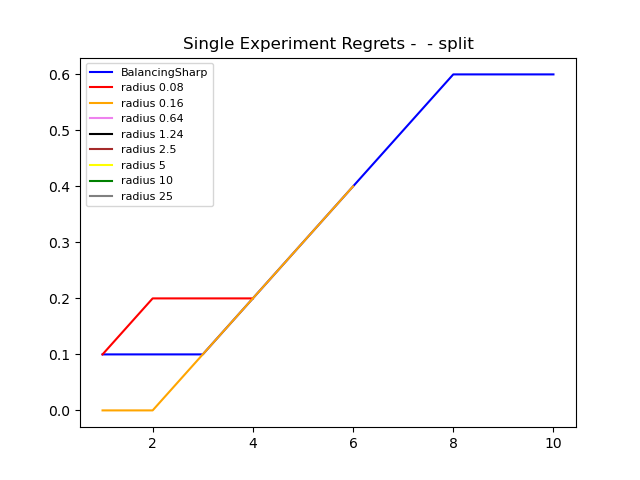 Single Experiment Regrets -  - split
BalancingSharp
radius 0.08
radius 0.16
radius 0.64
radius 1.24
radius 2.5
radius 5
radius 10
radius 25
0.6
0.5
0.4
0.3
0.2
0.1
0.0
2 4 6 8 10